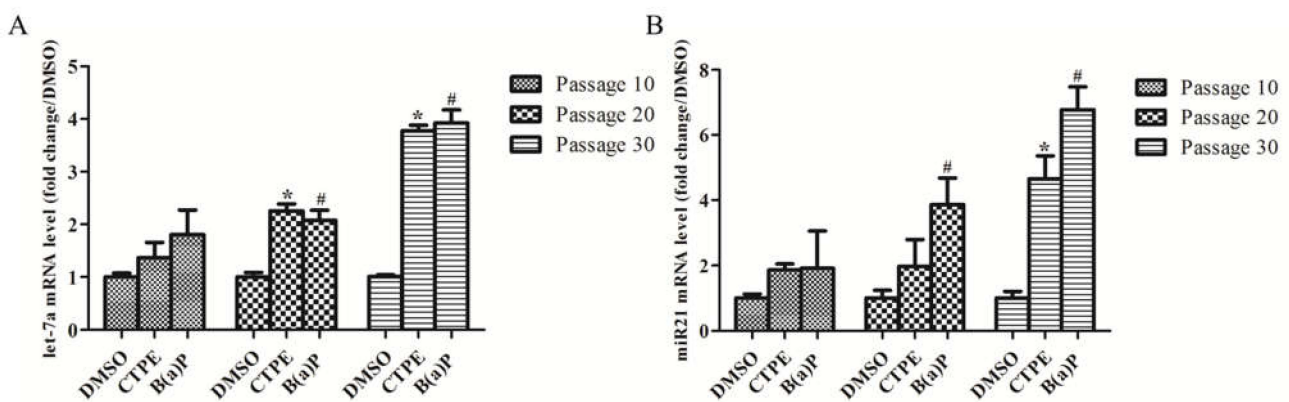 A
let-7a mRNA level (fold change/DMSO)
5
4
3
2
1
0
*
#
*
#
DMSO
CTPE
B(a)P
DMSO
CTPE
B(a)P
DMSO
CTPE
B(a)P
Passage 10
Passage 20
Passage 30
B
miR21 mRNA level (fold change/DMSO)
8
6
4
2
0
#
*
#
DMSO
CTPE
B(a)P
DMSO
CTPE
B(a)P
DMSO
CTPE
B(a)P
Passage 10
Passage 20
Passage 30